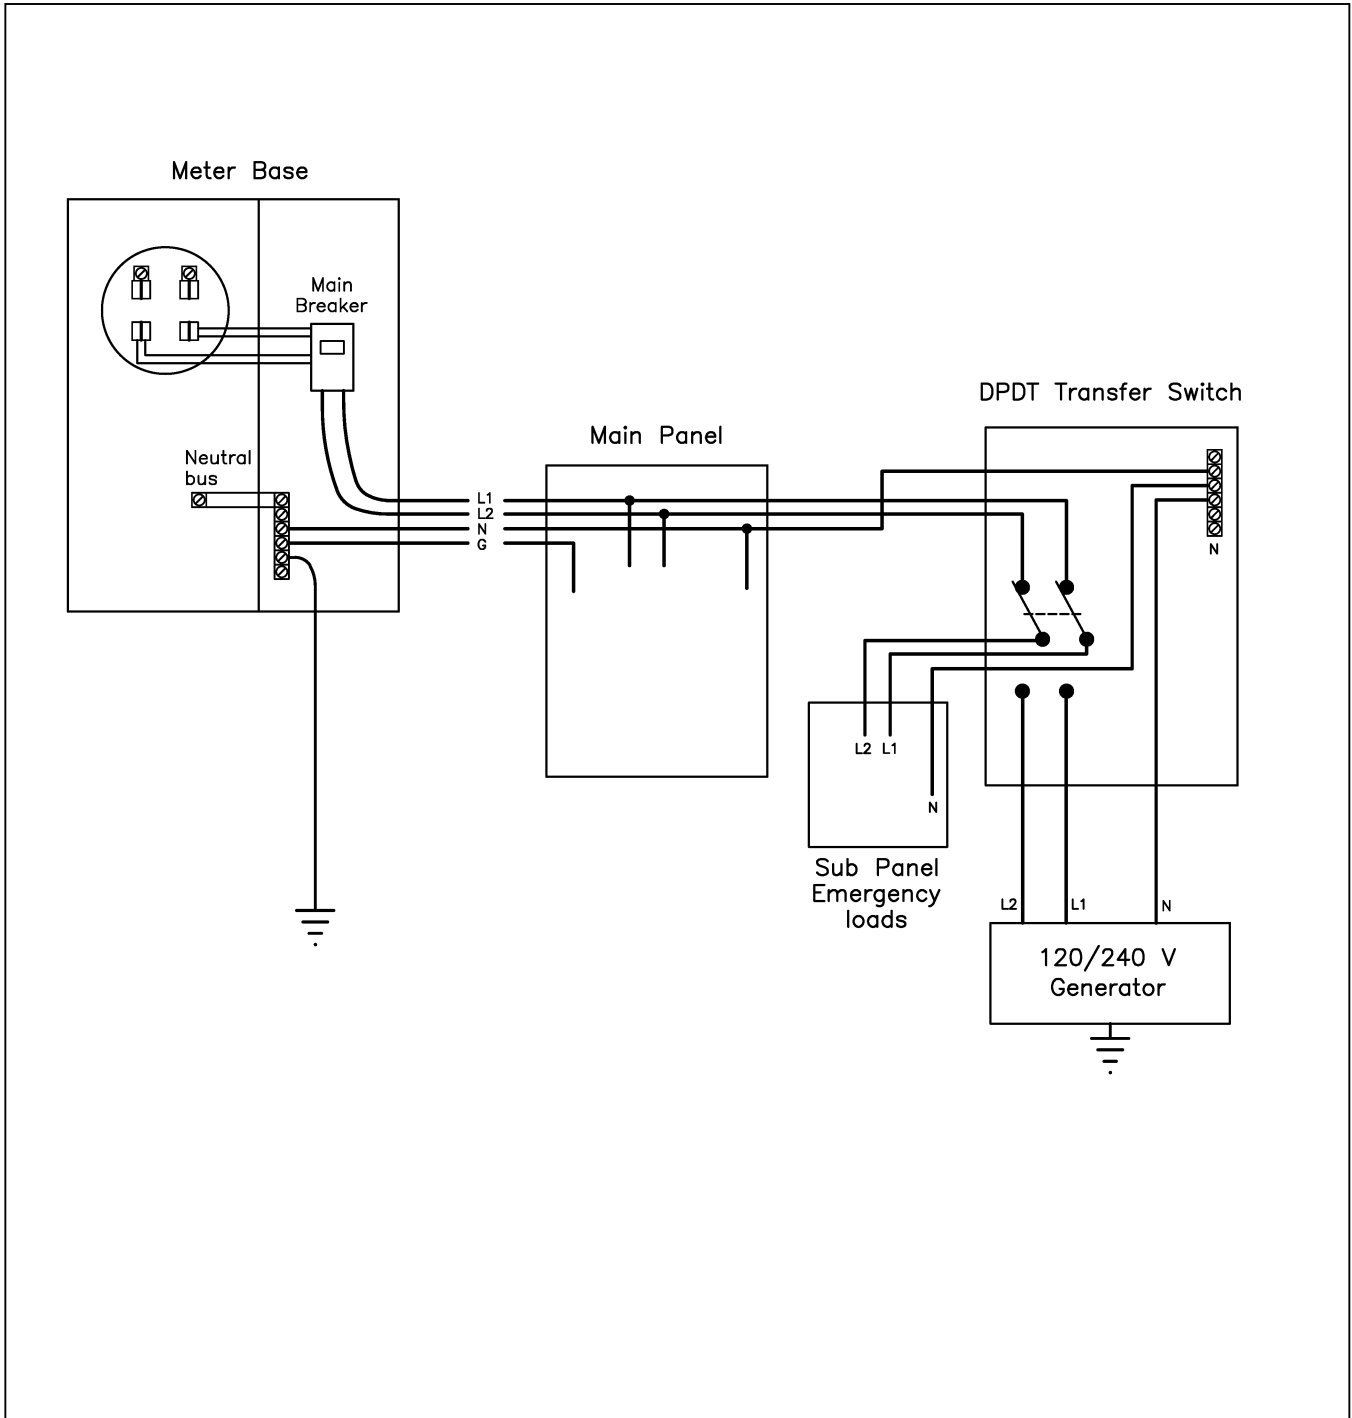 Meter Base
Main
Breaker
Neutral
bus
L1
L2
N
G
Main Panel
DPDT Transfer Switch
N
L2 L1
N
Sub Panel
Emergency
loads
L2
L1
N
120/240 V
Generator